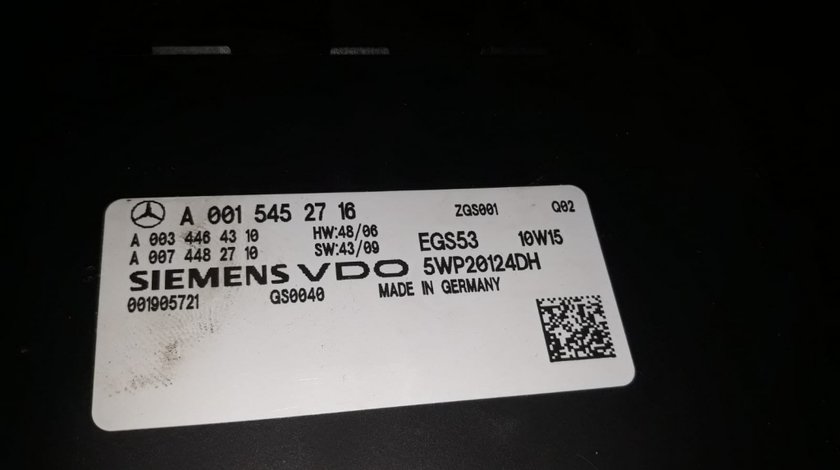 A 001 545 27 16 ZGS001 Q02
A 003 446 43 10 HW:48/06 EGS53 10W15
A 007 448 27 10 SW:43/09
SIEMENS VDO 5WP20124DH
001905721 GS0040 MADE IN GERMANY